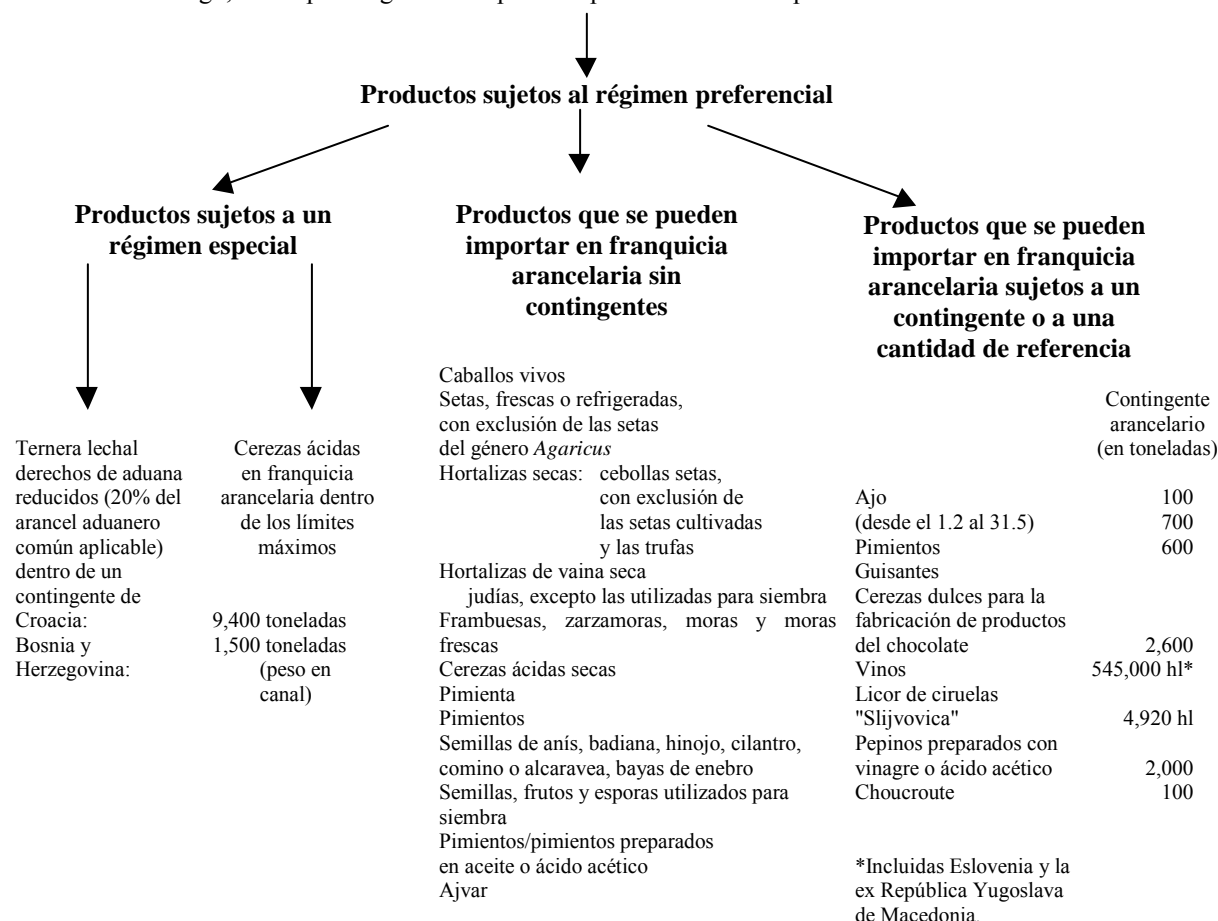 Productos sujetos al régimen preferencial
Productos sujetos a un
régimen especial
Ternera lechal
derechos de aduana
reducidos (20% del
arancel aduanero
común aplicable)
dentro de un
contingente de
Croacia: 9,400 toneladas
Bosnia y 1,500 toneladas
Herzegovina: (peso en
canal)
Cerezas ácidas
en franquicia
arancelaria dentro
de los límites
máximos
Productos que se pueden
importar en franquicia
arancelaria sin
contingentes
Caballos vivos
Setas, frescas o refrigeradas,
con exclusión de las setas
del género Agaricus
Hortalizas secas: cebollas setas,
con exclusión de
las setas cultivadas
y las trufas
Hortalizas de vaina seca
judías, excepto las utilizadas para siembra
Frambuesas, zarzamoras, moras y moras
frescas
Cerezas ácidas secas
Pimienta
Pimientos
Semillas de anís, badiana, hinojo, cilantro,
comino o alcaravea, bayas de enebro
Semillas, frutos y esporas utilizados para
siembra
Pimientos/pimientos preparados
en aceite o ácido acético
Ajvar
Productos que se pueden
importar en franquicia
arancelaria sujetos a un
contingente o a una
cantidad de referencia
Contingente
arancelario
(en toneladas)
Ajo 100
(desde el 1.2 al 31.5) 700
Pimientos 600
Guisantes
Cerezas dulces para la
fabricación de productos
del chocolate 2,600
Vinos 545,000 hl*
Licor de ciruelas
"Slijvovica" 4,920 hl
Pepinos preparados con
vinagre o ácido acético 2,000
Choucroute 100
*Incluidas Eslovenia y la
ex República Yugoslava
de Macedonia.